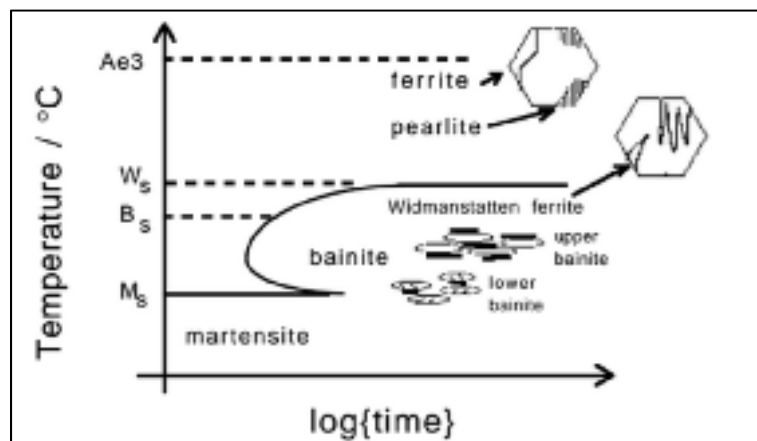 Temperature / °C
Ae3
ferrite
pearlite
Ws
Widmanstatten ferrite
Bs
bainite
upper
bainite
lower
bainite
Ms
martensite
log{time}